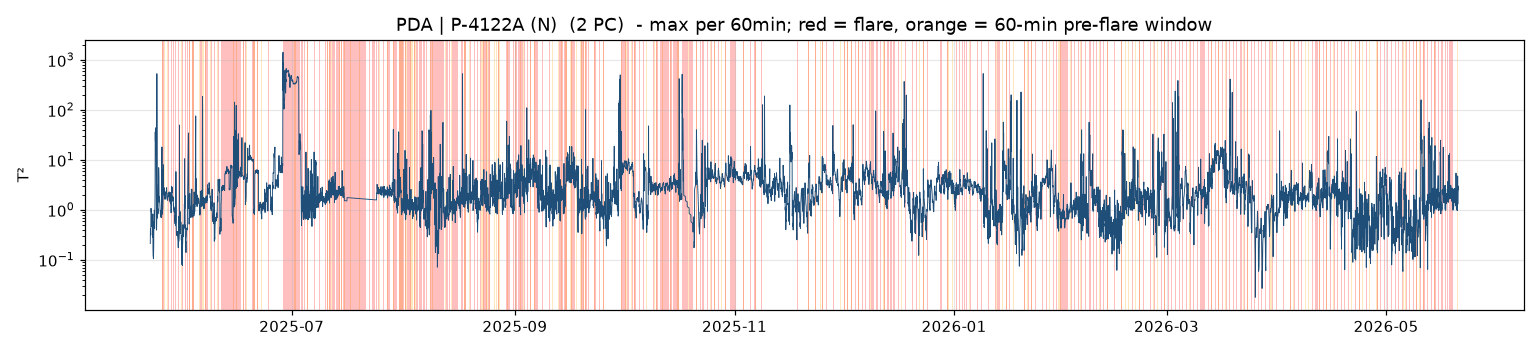 PDA | P-4122A (N)  (2 PC)  - max per 60min; red = flare, orange = 60-min pre-flare window
T²
10³
10²
10¹
10⁰
10⁻¹
2025-07 2025-09 2025-11 2026-01 2026-03 2026-05